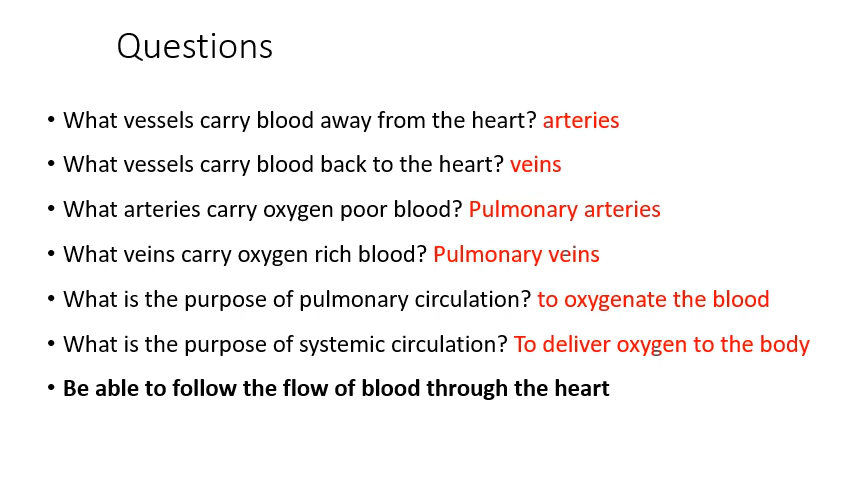 Questions
• What vessels carry blood away from the heart? arteries
• What vessels carry blood back to the heart? veins
• What arteries carry oxygen poor blood? Pulmonary arteries
• What veins carry oxygen rich blood? Pulmonary veins
• What is the purpose of pulmonary circulation? to oxygenate the blood
• What is the purpose of systemic circulation? To deliver oxygen to the body
• Be able to follow the flow of blood through the heart